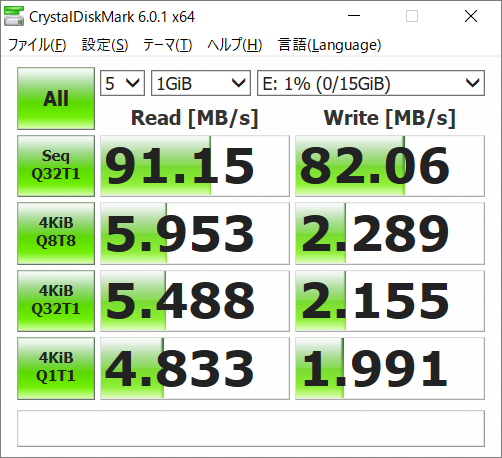 CrystalDiskMark 6.0.1 x64
ファイル(F) 設定(S) テーマ(T) ヘルプ(H) 言語(Language)
All 5 1GiB E: 1% (0/15GiB)
Read [MB/s] Write [MB/s]
Seq
Q32T1 91.15 82.06
4KiB
Q8T8 5.953 2.289
4KiB
Q32T1 5.488 2.155
4KiB
Q1T1 4.833 1.991